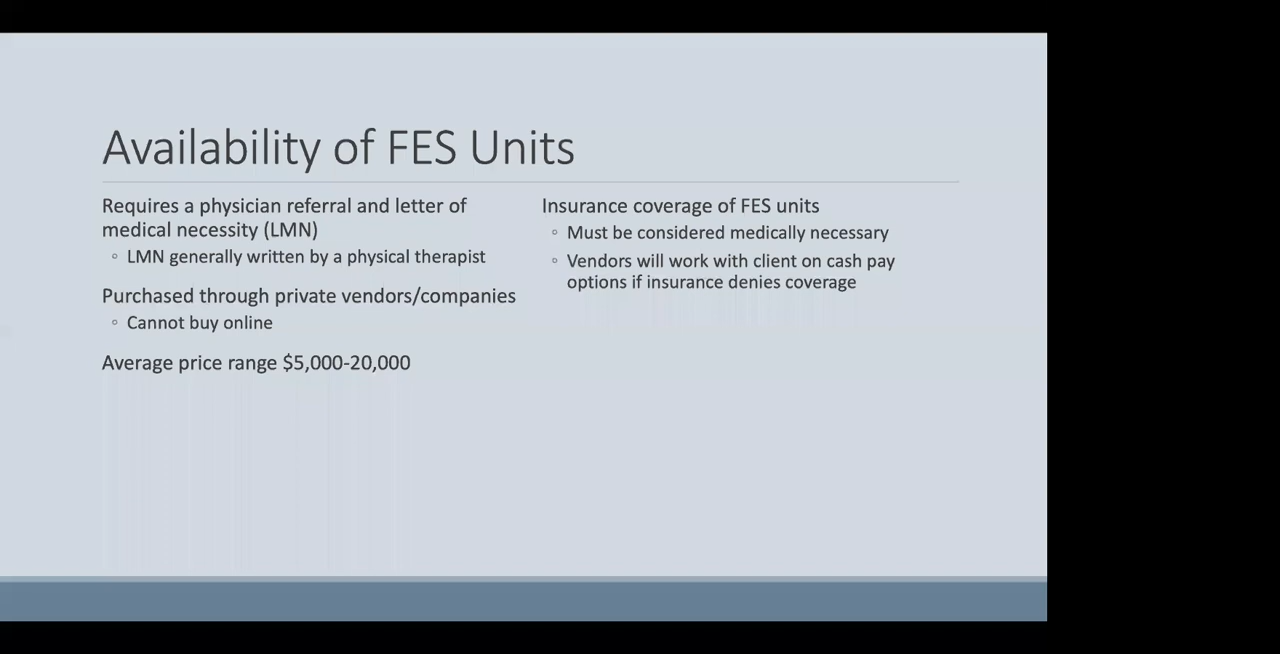 Availability of FES Units
Requires a physician referral and letter of
medical necessity (LMN)
◦ LMN generally written by a physical therapist
Purchased through private vendors/companies
◦ Cannot buy online
Average price range $5,000-20,000
Insurance coverage of FES units
◦ Must be considered medically necessary
◦ Vendors will work with client on cash pay
options if insurance denies coverage